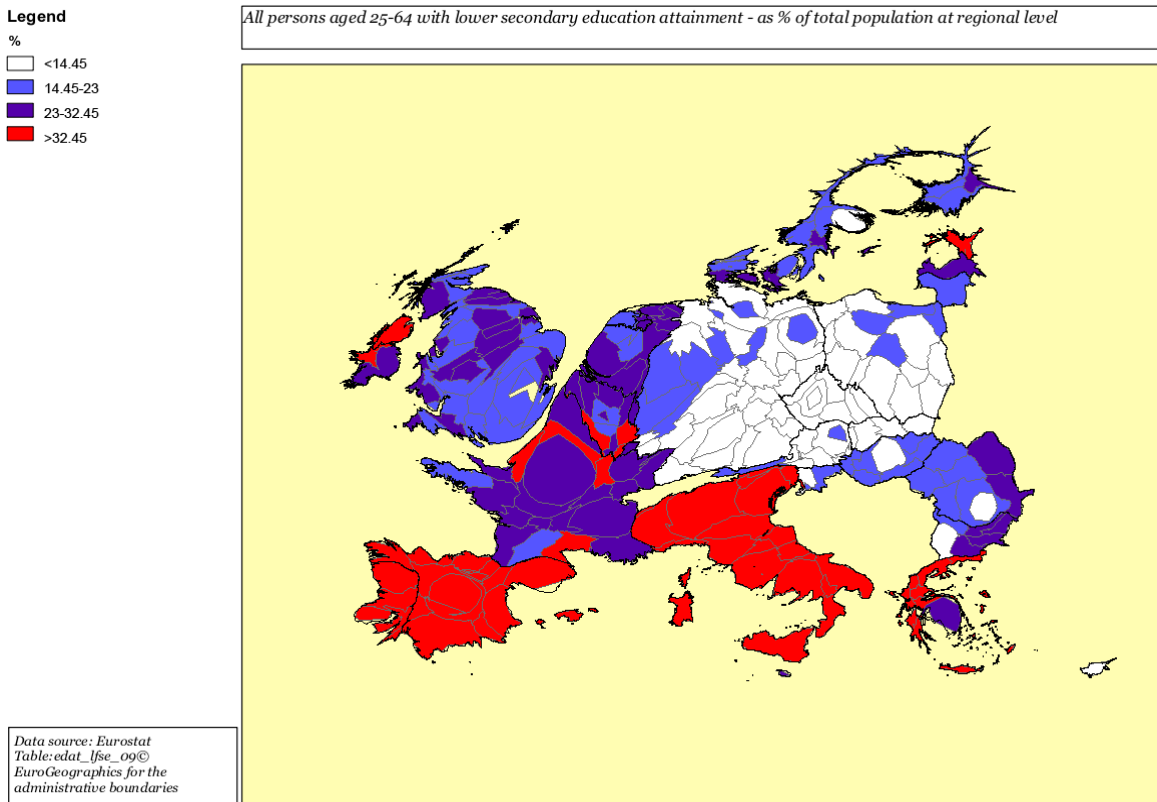 Legend
%
<14.45
14.45-23
23-32.45
>32.45
All persons aged 25-64 with lower secondary education attainment - as % of total population at regional level
Data source: Eurostat
Table:edat_lfse_09©
EuroGeographics for the
administrative boundaries